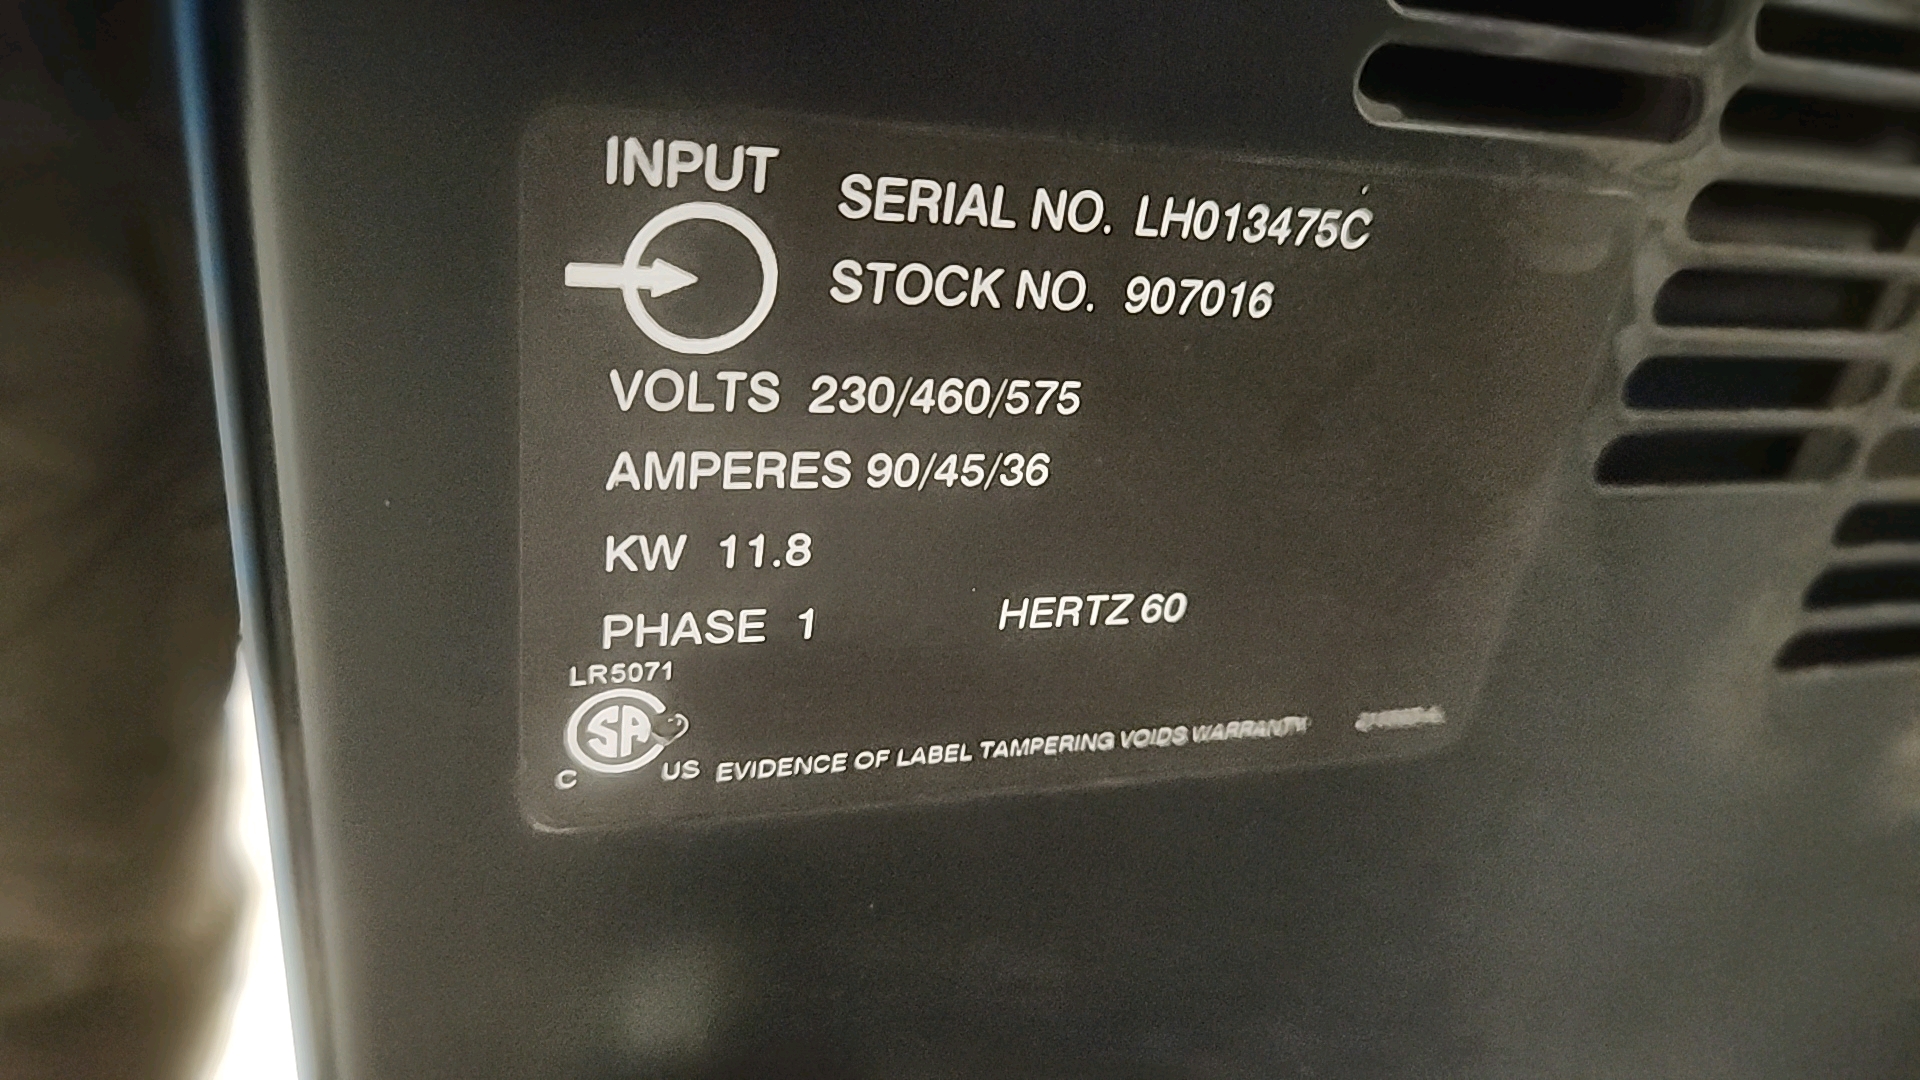 INPUT
SERIAL NO. LH013475C
STOCK NO. 907016
VOLTS 230/460/575
AMPERES 90/45/36
KW 11.8
PHASE 1 HERTZ 60
LR5071
C SA US EVIDENCE OF LABEL TAMPERING VOIDS WARRANTY